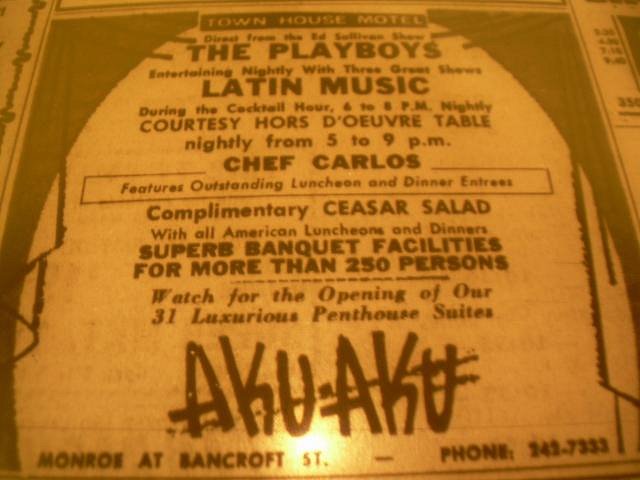 TOWN HOUSE MOTEL
Direct from the Ed Sullivan Show
THE PLAYBOYS
Entertaining Nightly With Three Great Shows
LATIN MUSIC
During the Cocktail Hour, 6 to 8 P.M. Nightly
COURTESY HORS D'OEUVRE TABLE
nightly from 5 to 9 p.m.
CHEF CARLOS
Features Outstanding Luncheon and Dinner Entrees
Complimentary CEASAR SALAD
With all American Luncheons and Dinners
SUPERB BANQUET FACILITIES
FOR MORE THAN 250 PERSONS
Watch for the Opening of Our
31 Luxurious Penthouse Suites
AKU-AKU
MONROE AT BANCROFT ST. — PHONE: 242-7333